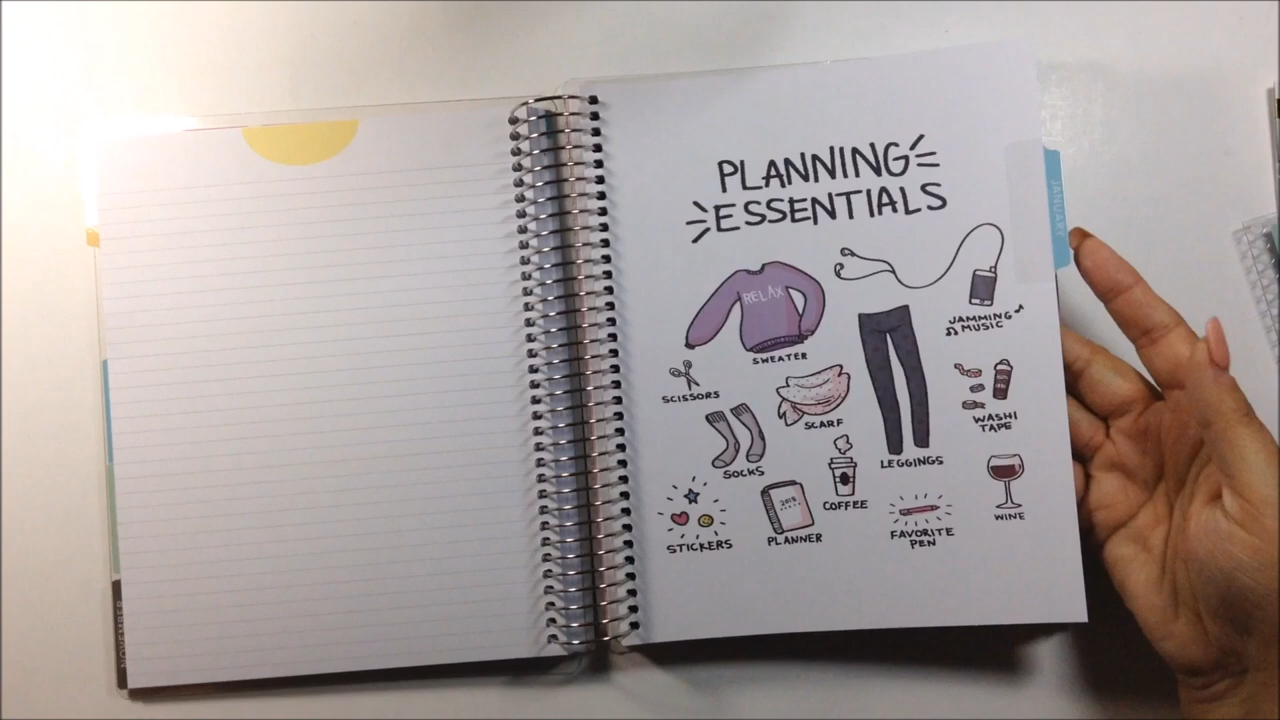 PLANNING
ESSENTIALS
RELAX
SWEATER
JAMMING
MUSIC
SCISSORS
SCARF
WASHI
TAPE
SOCKS
LEGGINGS
COFFEE
2018
WINE
STICKERS
PLANNER
FAVORITE
PEN
JANUARY
NOVEMBER